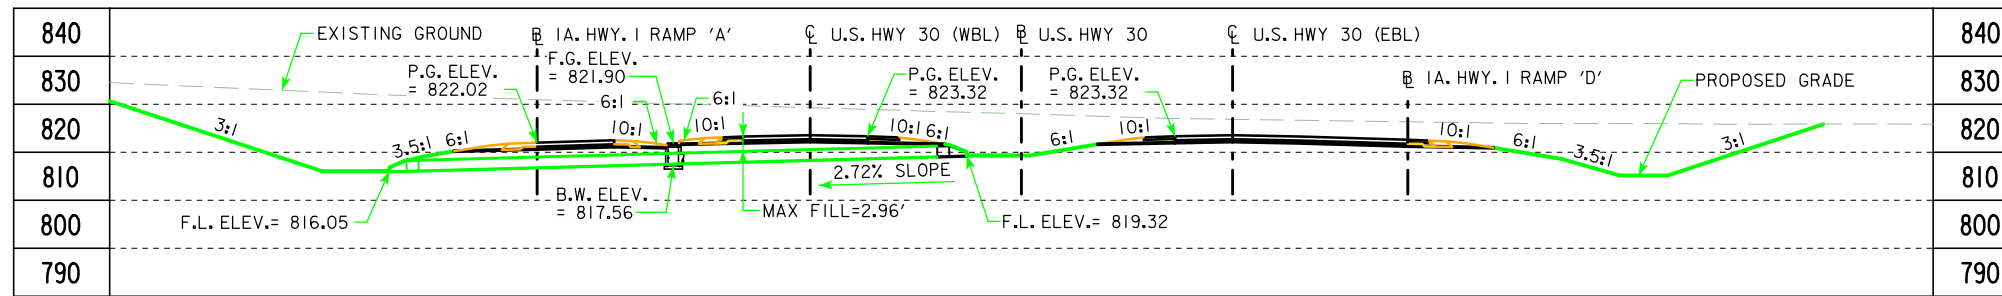 840
EXISTING GROUND
℄ IA. HWY. 1 RAMP 'A'
℄ U.S. HWY 30 (WBL)
℄ U.S. HWY 30
℄ U.S. HWY 30 (EBL)
840
830
P.G. ELEV.
= 822.02
F.G. ELEV.
= 821.90
P.G. ELEV.
= 823.32
P.G. ELEV.
= 823.32
℄ IA. HWY. 1 RAMP 'D'
PROPOSED GRADE
830
820
3:1
3.5:1
6:1
10:1
6:1
6:1
10:1
10:1
6:1
6:1
10:1
10:1
6:1
3.5:1
3:1
820
810
2.72% SLOPE
810
B.W. ELEV.
= 817.56
MAX FILL=2.96'
800
F.L. ELEV.= 816.05
F.L. ELEV.= 819.32
800
790
790